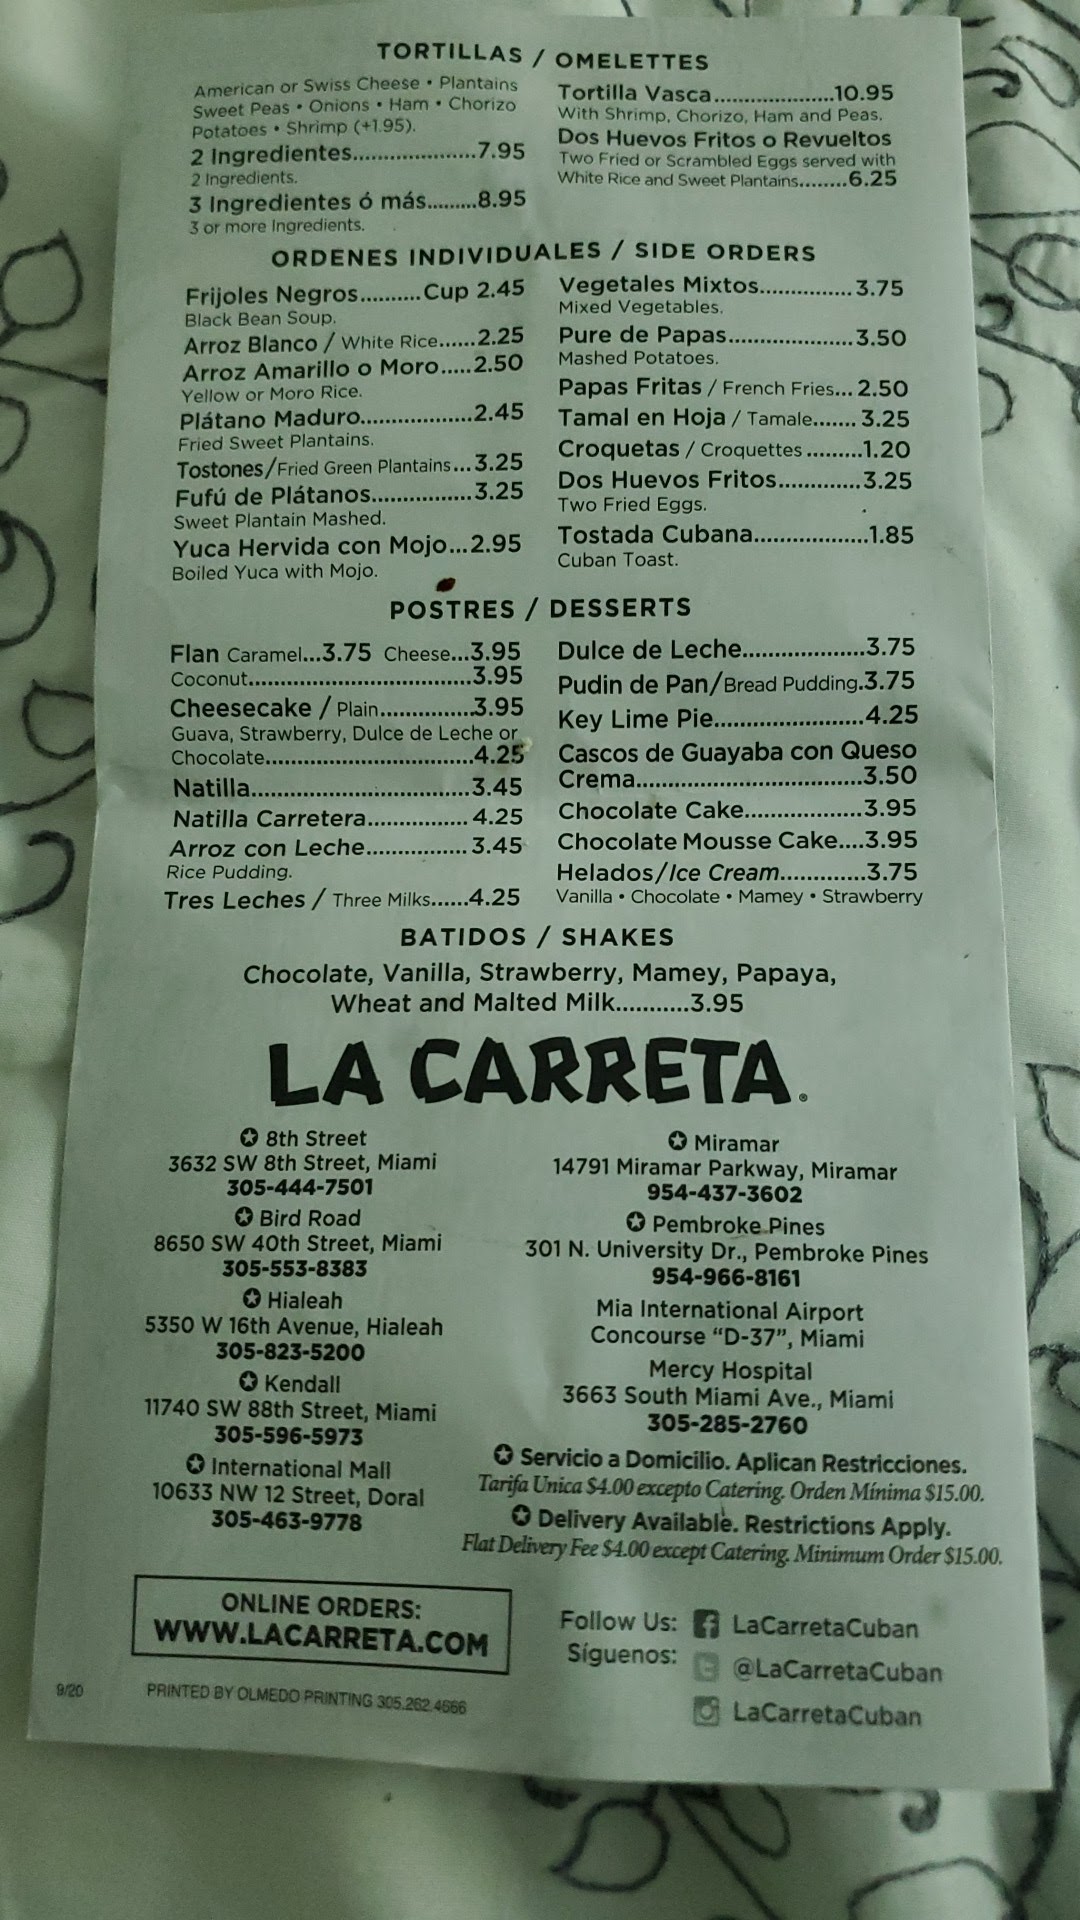 TORTILLAS / OMELETTES
American or Swiss Cheese • Plantains
Sweet Peas • Onions • Ham • Chorizo
Potatoes • Shrimp (+1.95).
2 Ingredientes....................7.95
2 Ingredients.
3 Ingredientes ó más.........8.95
3 or more Ingredients.
Tortilla Vasca.....................10.95
With Shrimp, Chorizo, Ham and Peas.
Dos Huevos Fritos o Revueltos
Two Fried or Scrambled Eggs served with
White Rice and Sweet Plantains........6.25
ORDENES INDIVIDUALES / SIDE ORDERS
Frijoles Negros..........Cup 2.45
Black Bean Soup.
Arroz Blanco / White Rice......2.25
Arroz Amarillo o Moro.....2.50
Yellow or Moro Rice.
Plátano Maduro..................2.45
Fried Sweet Plantains.
Tostones/Fried Green Plantains...3.25
Fufú de Plátanos................3.25
Sweet Plantain Mashed.
Yuca Hervida con Mojo...2.95
Boiled Yuca with Mojo.
Vegetales Mixtos...............3.75
Mixed Vegetables.
Pure de Papas....................3.50
Mashed Potatoes.
Papas Fritas / French Fries... 2.50
Tamal en Hoja / Tamale....... 3.25
Croquetas / Croquettes .........1.20
Dos Huevos Fritos.............3.25
Two Fried Eggs.
Tostada Cubana...................1.85
Cuban Toast.
POSTRES / DESSERTS
Flan Caramel...3.75 Cheese...3.95
Coconut....................................3.95
Cheesecake / Plain...............3.95
Guava, Strawberry, Dulce de Leche or
Chocolate.................................4.25
Natilla...................................3.45
Natilla Carretera................ 4.25
Arroz con Leche................ 3.45
Rice Pudding.
Tres Leches / Three Milks......4.25
Dulce de Leche....................3.75
Pudin de Pan/Bread Pudding.3.75
Key Lime Pie........................4.25
Cascos de Guayaba con Queso
Crema....................................3.50
Chocolate Cake...................3.95
Chocolate Mousse Cake....3.95
Helados/Ice Cream..............3.75
Vanilla • Chocolate • Mamey • Strawberry
BATIDOS / SHAKES
Chocolate, Vanilla, Strawberry, Mamey, Papaya,
Wheat and Malted Milk...........3.95
LA CARRETA®
✪ 8th Street
3632 SW 8th Street, Miami
305-444-7501
✪ Bird Road
8650 SW 40th Street, Miami
305-553-8383
✪ Hialeah
5350 W 16th Avenue, Hialeah
305-823-5200
✪ Kendall
11740 SW 88th Street, Miami
305-596-5973
✪ International Mall
10633 NW 12 Street, Doral
305-463-9778
✪ Miramar
14791 Miramar Parkway, Miramar
954-437-3602
✪ Pembroke Pines
301 N. University Dr., Pembroke Pines
954-966-8161
Mia International Airport
Concourse “D-37”, Miami
Mercy Hospital
3663 South Miami Ave., Miami
305-285-2760
✪ Servicio a Domicilio. Aplican Restricciones.
Tarifa Unica $4.00 excepto Catering. Orden Mínima $15.00.
✪ Delivery Available. Restrictions Apply.
Flat Delivery Fee $4.00 except Catering. Minimum Order $15.00.
ONLINE ORDERS:
WWW.LACARRETA.COM
Follow Us: LaCarretaCuban
Síguenos: @LaCarretaCuban
LaCarretaCuban
9/20 PRINTED BY OLMEDO PRINTING 305.262.4666